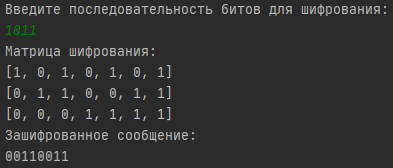 Введите последовательность битов для шифрования:
1011
Матрица шифрования:
[1, 0, 1, 0, 1, 0, 1]
[0, 1, 1, 0, 0, 1, 1]
[0, 0, 0, 1, 1, 1, 1]
Зашифрованное сообщение:
00110011